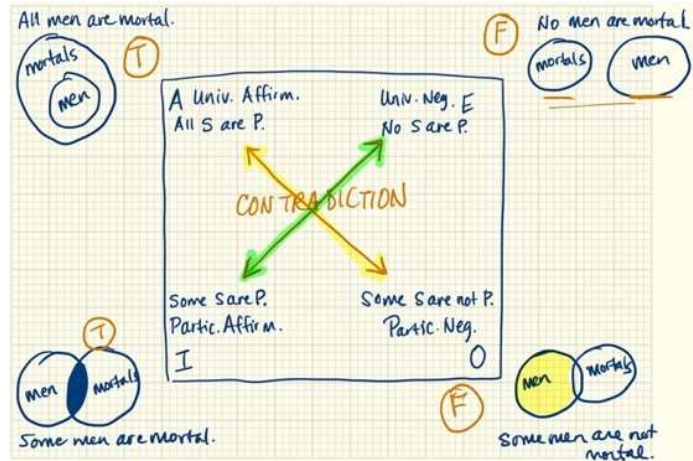 All men are mortal.
mortals
men
T
F
No men are mortal.
mortals
men
A Univ. Affirm.
All S are P.
Univ. Neg. E
No S are P.
CONTRADICTION
Some S are P.
Partic. Affirm.
I
Some S are not P.
Partic. Neg.
O
T
men
mortals
Some men are mortal.
F
men
mortals
Some men are not
mortal.